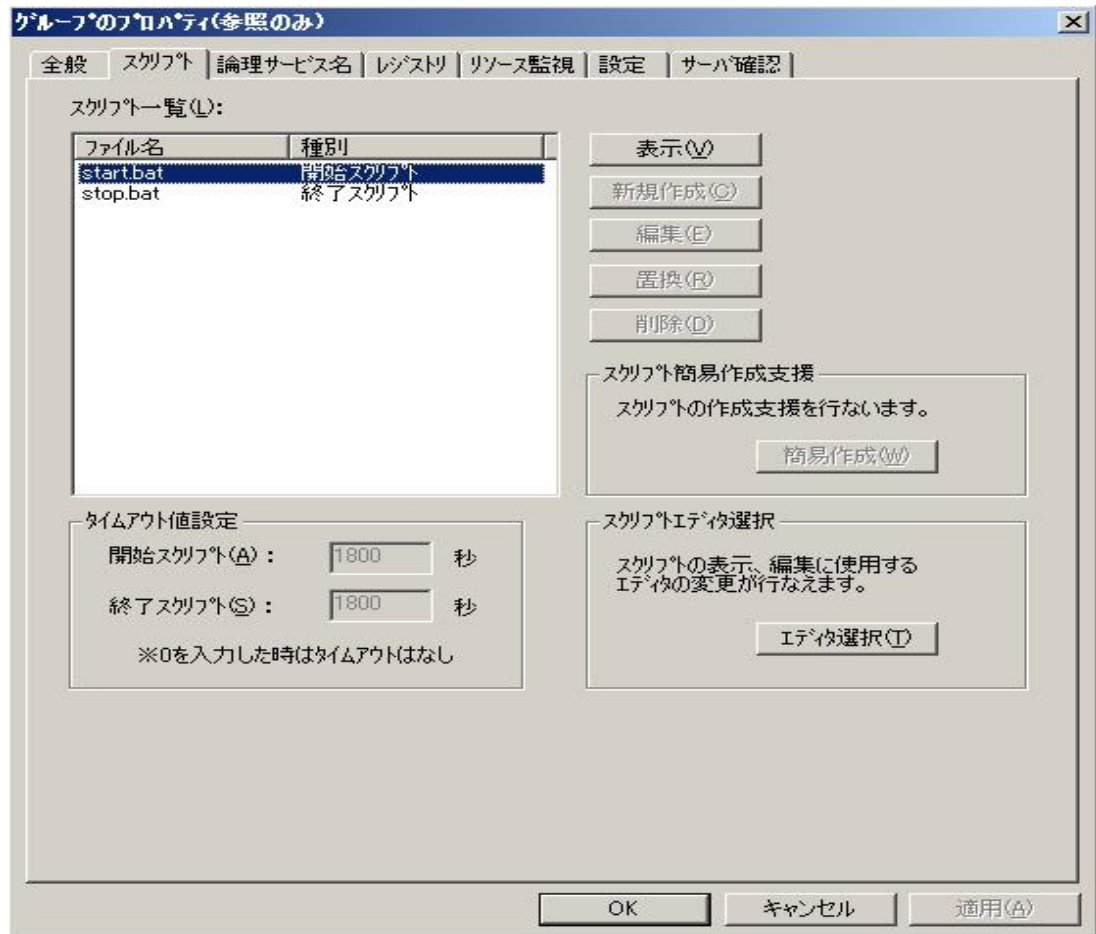 グループのプロパティ(参照のみ)
全般 スクリプト 論理サービス名 レジストリ リソース監視 設定 サーバ確認
スクリプト一覧(L):
ファイル名 種別
start.bat 開始スクリプト
stop.bat 終了スクリプト
表示(V)
新規作成(C)
編集(E)
置換(R)
削除(D)
スクリプト簡易作成支援
スクリプトの作成支援を行ないます。
簡易作成(W)
タイムアウト値設定
開始スクリプト(A): 1800 秒
終了スクリプト(S): 1800 秒
※0を入力した時はタイムアウトはなし
スクリプトエディタ選択
スクリプトの表示、編集に使用する
エディタの変更が行なえます。
エディタ選択(T)
OK キャンセル 適用(A)